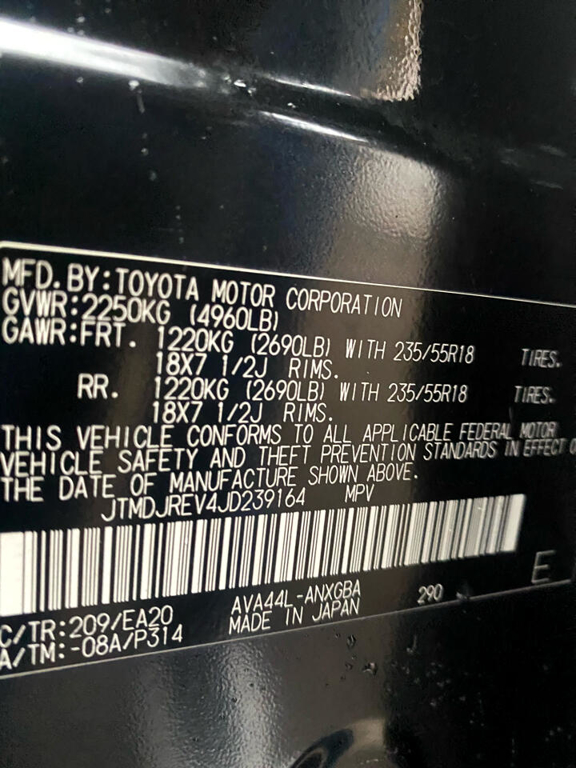 MFD.BY:TOYOTA MOTOR CORPORATION
GVWR:2250KG (4960LB)
GAWR:FRT. 1220KG (2690LB) WITH 235/55R18 TIRES.
18X7 1/2J RIMS.
RR. 1220KG (2690LB) WITH 235/55R18 TIRES.
18X7 1/2J RIMS.
THIS VEHICLE CONFORMS TO ALL APPLICABLE FEDERAL MOTOR
VEHICLE SAFETY AND THEFT PREVENTION STANDARDS IN EFFECT O
THE DATE OF MANUFACTURE SHOWN ABOVE.
JTMDJREV4JD239164 MPV
E
C/TR:209/EA20 AVA44L-ANXGBA 290
A/TM:-08A/P314 MADE IN JAPAN